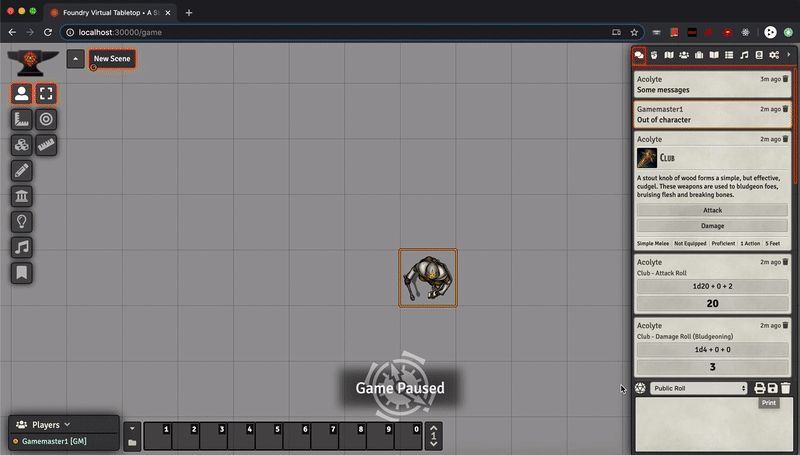 Foundry Virtual Tabletop • A S
localhost:30000/game
New Scene
Acolyte 3m ago
Some messages
Gamemaster1 2m ago
Out of character
Acolyte 2m ago
Club
A stout knob of wood forms a simple, but effective,
cudgel. These weapons are used to bludgeon foes,
bruising flesh and breaking bones.
Attack
Damage
Simple Melee Not Equipped Proficient 1 Action 5 Feet
Acolyte 2m ago
Club - Attack Roll
1d20 + 0 + 2
20
Acolyte 2m ago
Club - Damage Roll (Bludgeoning)
1d4 + 0 + 0
3
Public Roll
Print
Game Paused
Players
Gamemaster1 [GM]
1 2 3 4 5 6 7 8 9 0
1